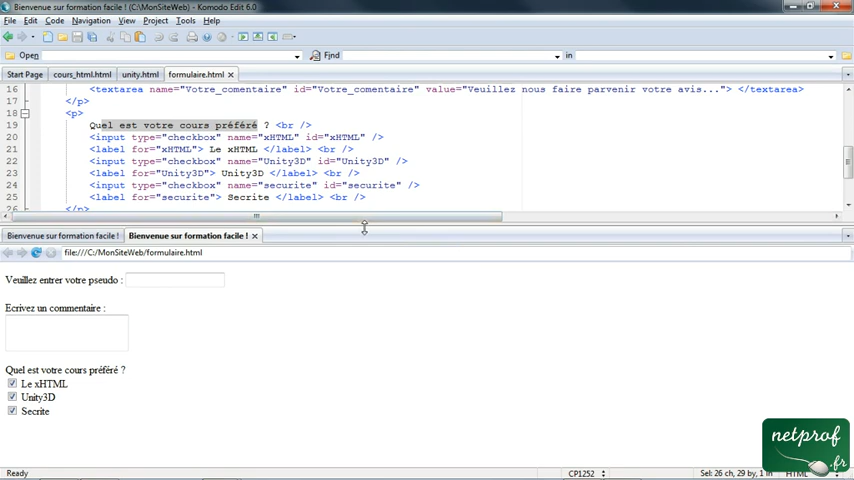 Bienvenue sur formation facile ! (C:\MonSiteWeb) - Komodo Edit 6.0
File Edit Code Navigation View Project Tools Help
Open Find in
Start Page cours_html.html unity.html formulaire.html
16 <textarea name="Votre_comentaire" id="Votre_comentaire" value="Veuillez nous faire parvenir votre avis..."> </textarea>
17 </p>
18 <p>
19 Quel est votre cours préféré ? <br />
20 <input type="checkbox" name="xHTML" id="xHTML" />
21 <label for="xHTML"> Le xHTML </label> <br />
22 <input type="checkbox" name="Unity3D" id="Unity3D" />
23 <label for="Unity3D"> Unity3D </label> <br />
24 <input type="checkbox" name="securite" id="securite" />
25 <label for="securite"> Secrite </label> <br />
26 </p>
Bienvenue sur formation facile ! Bienvenue sur formation facile !
file:///C:/MonSiteWeb/formulaire.html
Veuillez entrer votre pseudo :
Ecrivez un commentaire :
Quel est votre cours préféré ?
Le xHTML
Unity3D
Secrite
netprof
.fr
Ready CP1252 Sel: 26 ch, 29 by, 1 ln HTML